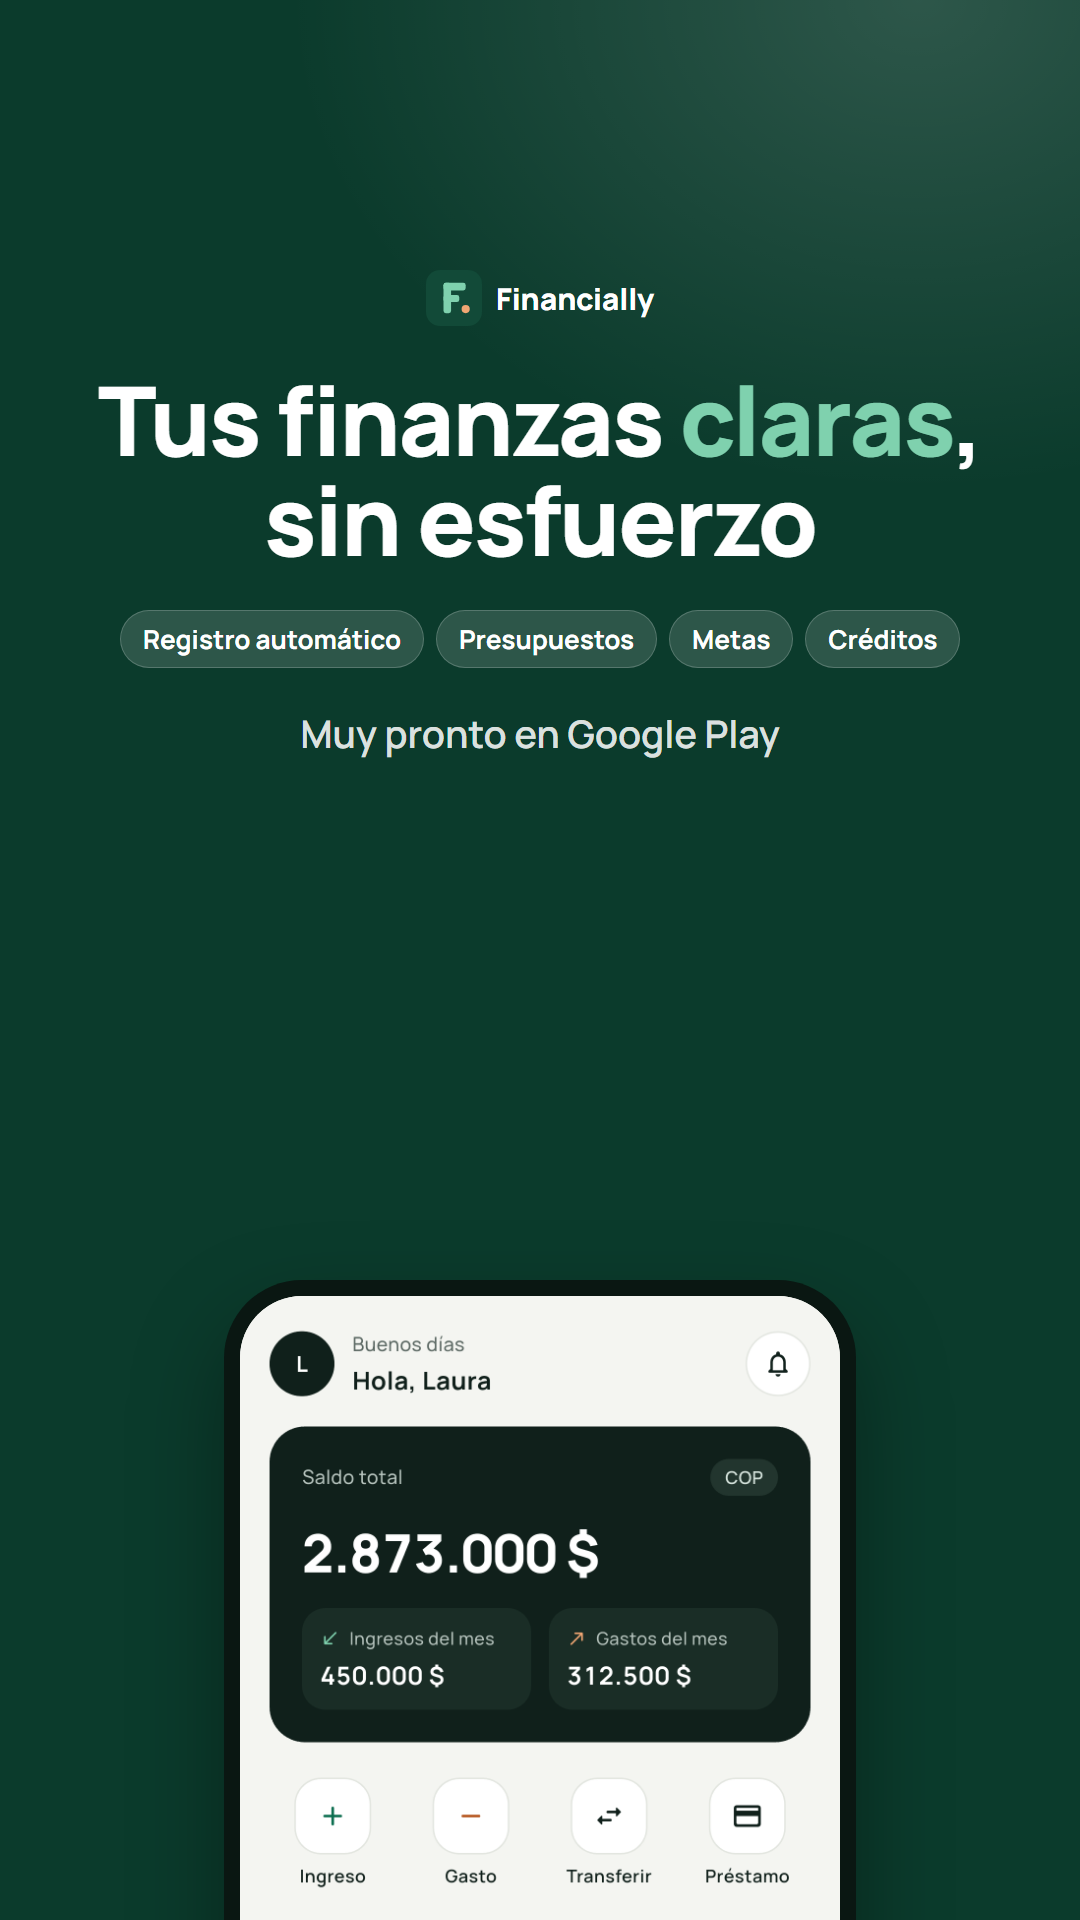 F.
Financially
Tus finanzas claras,
sin esfuerzo
Registro automático
Presupuestos
Metas
Créditos
Muy pronto en Google Play
L
Buenos días
Hola, Laura
Saldo total
COP
2.873.000 $
Ingresos del mes
450.000 $
Gastos del mes
312.500 $
Ingreso
Gasto
Transferir
Préstamo